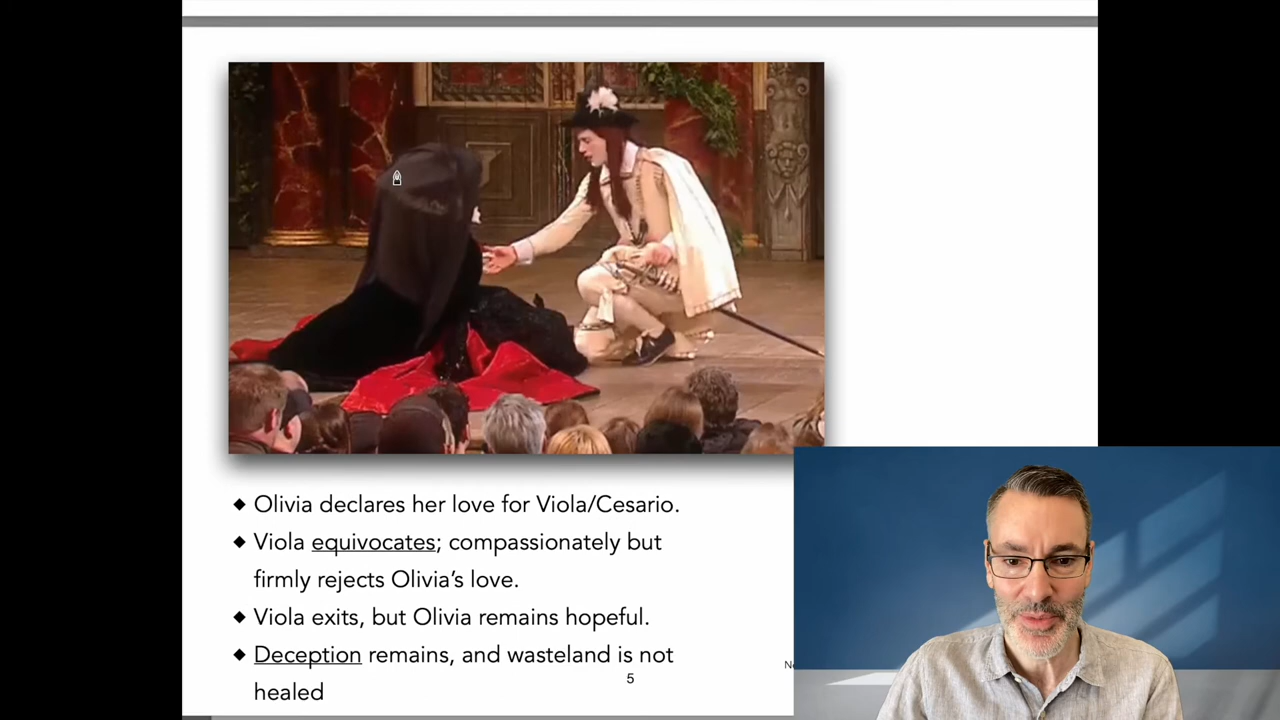 ◆ Olivia declares her love for Viola/Cesario.
◆ Viola equivocates; compassionately but
firmly rejects Olivia’s love.
◆ Viola exits, but Olivia remains hopeful.
◆ Deception remains, and wasteland is not
healed
5